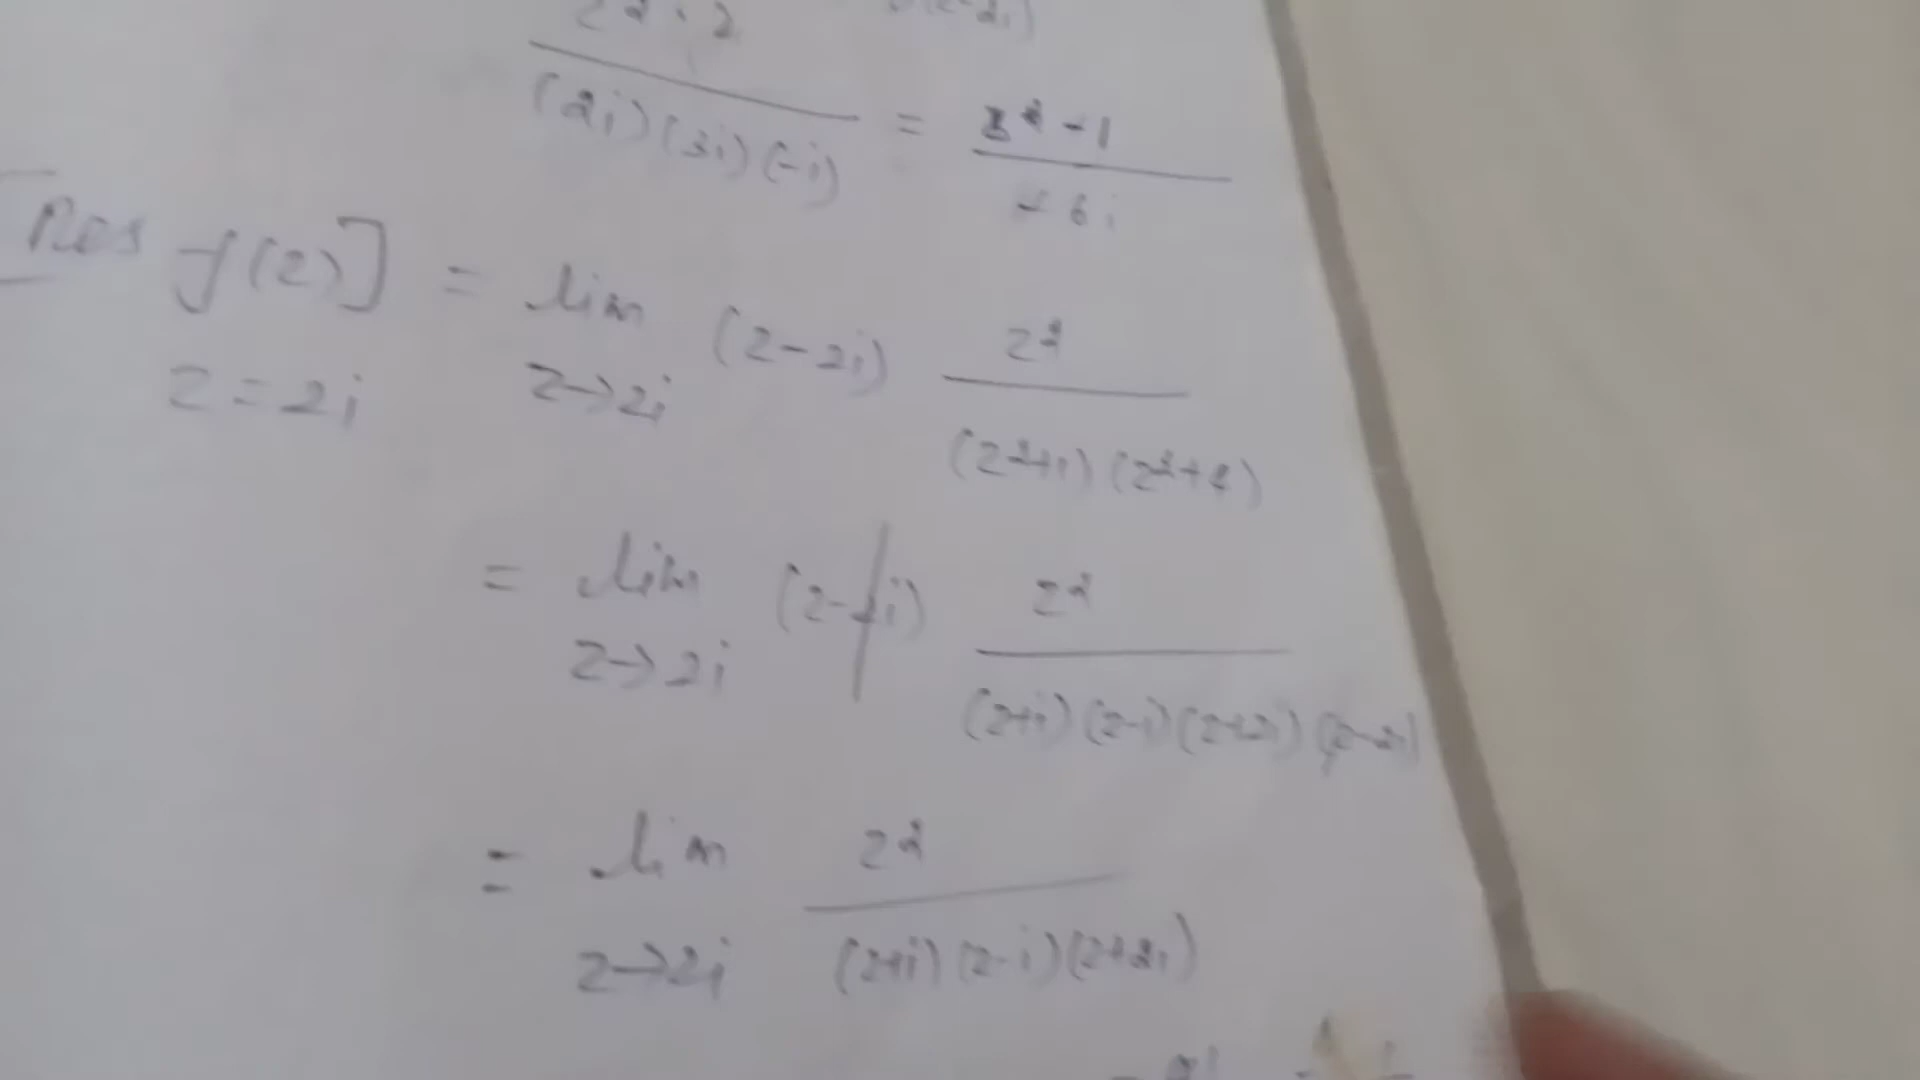 (2i)(3i)(-i) = -1
6i
Res f(z)] = lim (z-2i) z²
z=2i z→2i (z²+1)(z²+4)
= lim (z-2i) z²
z→2i (z+i)(z-i)(z+2i)(z-2i)
= lim z²
z→2i (z+i)(z-i)(z+2i)